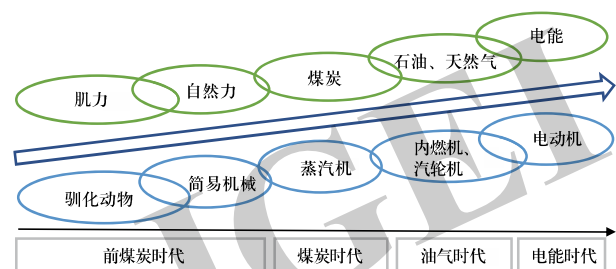 肌力
自然力
煤炭
石油、天然气
电能
驯化动物
简易机械
蒸汽机
内燃机、
汽轮机
电动机
前煤炭时代
煤炭时代
油气时代
电能时代
IGEI